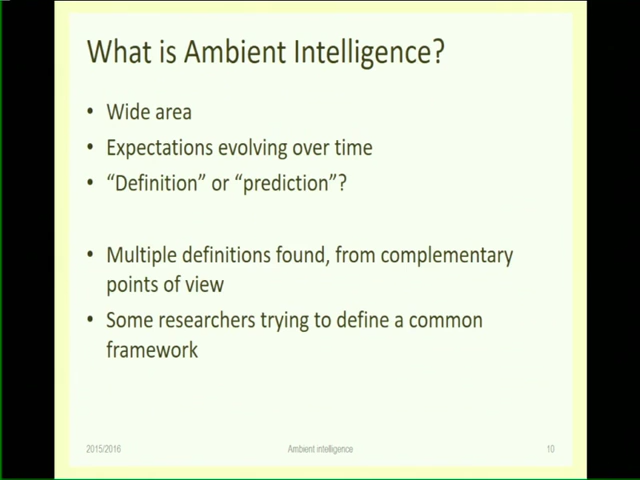 What is Ambient Intelligence?
• Wide area
• Expectations evolving over time
• “Definition” or “prediction”?
• Multiple definitions found, from complementary
points of view
• Some researchers trying to define a common
framework
2015/2016
Ambient intelligence
10